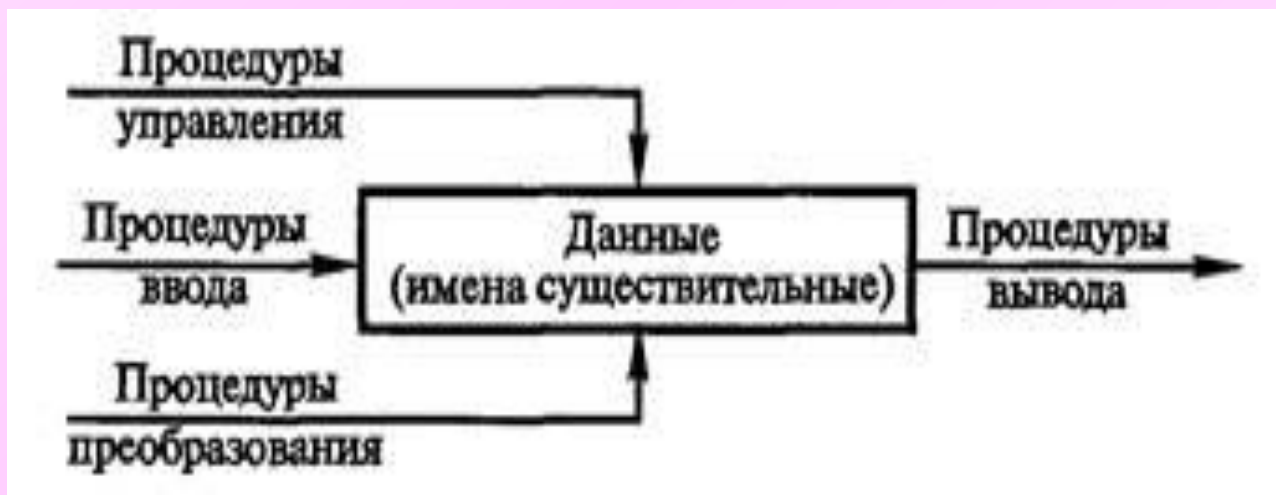 Процедуры
управления
Процедуры
ввода
Данные
(имена существительные)
Процедуры
вывода
Процедуры
преобразования